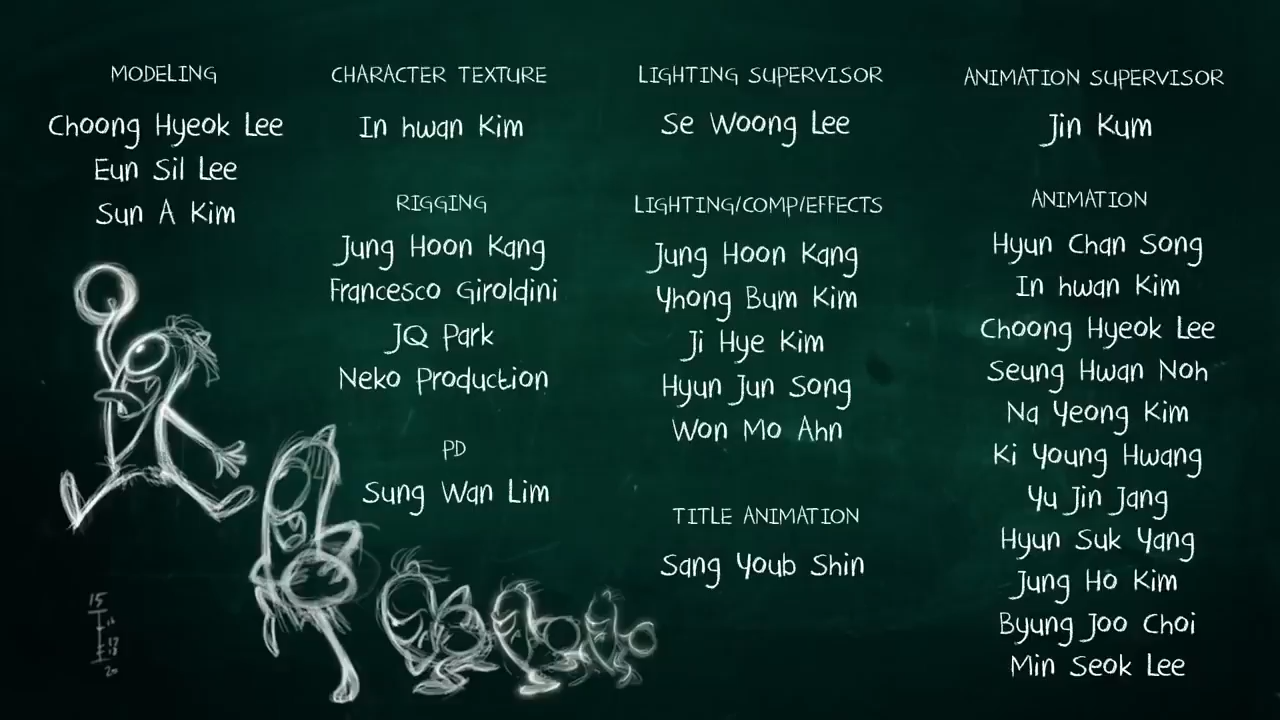 MODELING
Choong Hyeok Lee
Eun Sil Lee
Sun A Kim
CHARACTER TEXTURE
In hwan Kim
RIGGING
Jung Hoon Kang
Francesco Giroldini
JQ Park
Neko Production
PD
Sung Wan Lim
LIGHTING SUPERVISOR
Se Woong Lee
LIGHTING/COMP/EFFECTS
Jung Hoon Kang
Yhong Bum Kim
Ji Hye Kim
Hyun Jun Song
Won Mo Ahn
TITLE ANIMATION
Sang Youb Shin
ANIMATION SUPERVISOR
Jin Kum
ANIMATION
Hyun Chan Song
In hwan Kim
Choong Hyeok Lee
Seung Hwan Noh
Na Yeong Kim
Ki Young Hwang
Yu Jin Jang
Hyun Suk Yang
Jung Ho Kim
Byung Joo Choi
Min Seok Lee
15
20